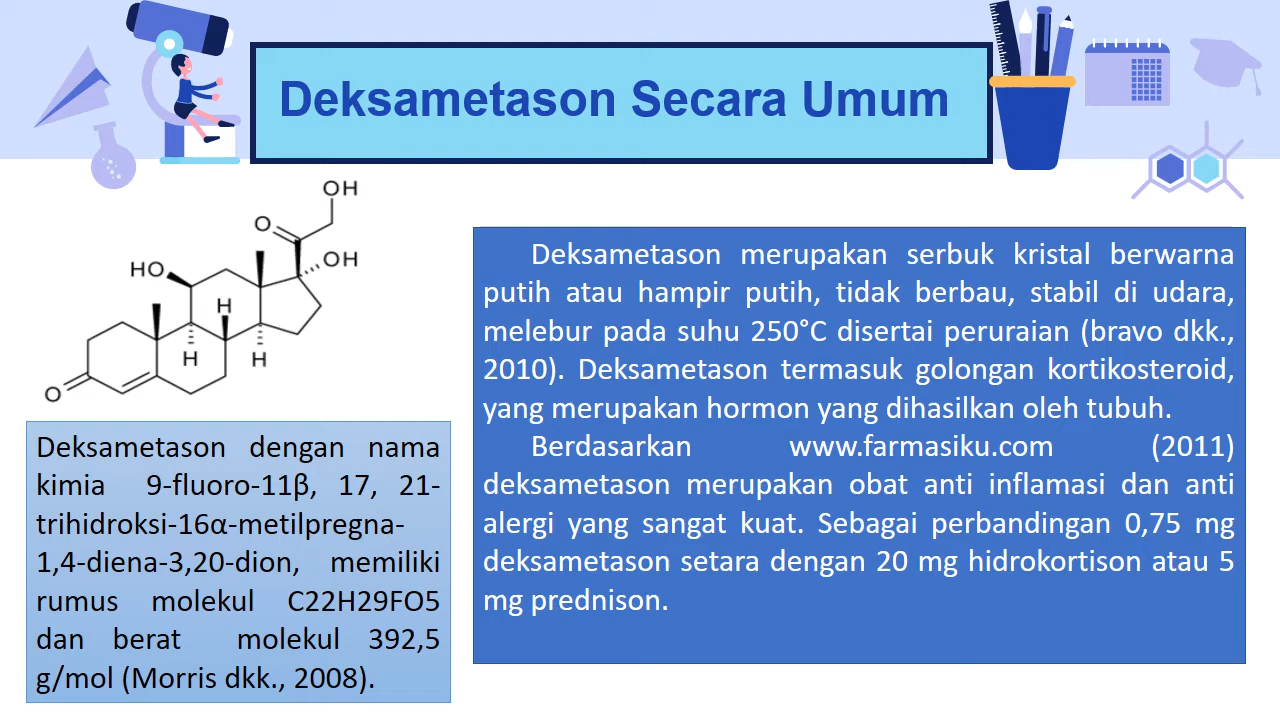 Deksametason Secara Umum
OH
O
OH
HO
H
H
H
O
Deksametason merupakan serbuk kristal berwarna
putih atau hampir putih, tidak berbau, stabil di udara,
melebur pada suhu 250°C disertai peruraian (bravo dkk.,
2010). Deksametason termasuk golongan kortikosteroid,
yang merupakan hormon yang dihasilkan oleh tubuh.
Berdasarkan www.farmasiku.com (2011)
deksametason merupakan obat anti inflamasi dan anti
alergi yang sangat kuat. Sebagai perbandingan 0,75 mg
deksametason setara dengan 20 mg hidrokortison atau 5
mg prednison.
Deksametason dengan nama
kimia 9-fluoro-11β, 17, 21-
trihidroksi-16α-metilpregna-
1,4-diena-3,20-dion, memiliki
rumus molekul C22H29FO5
dan berat molekul 392,5
g/mol (Morris dkk., 2008).